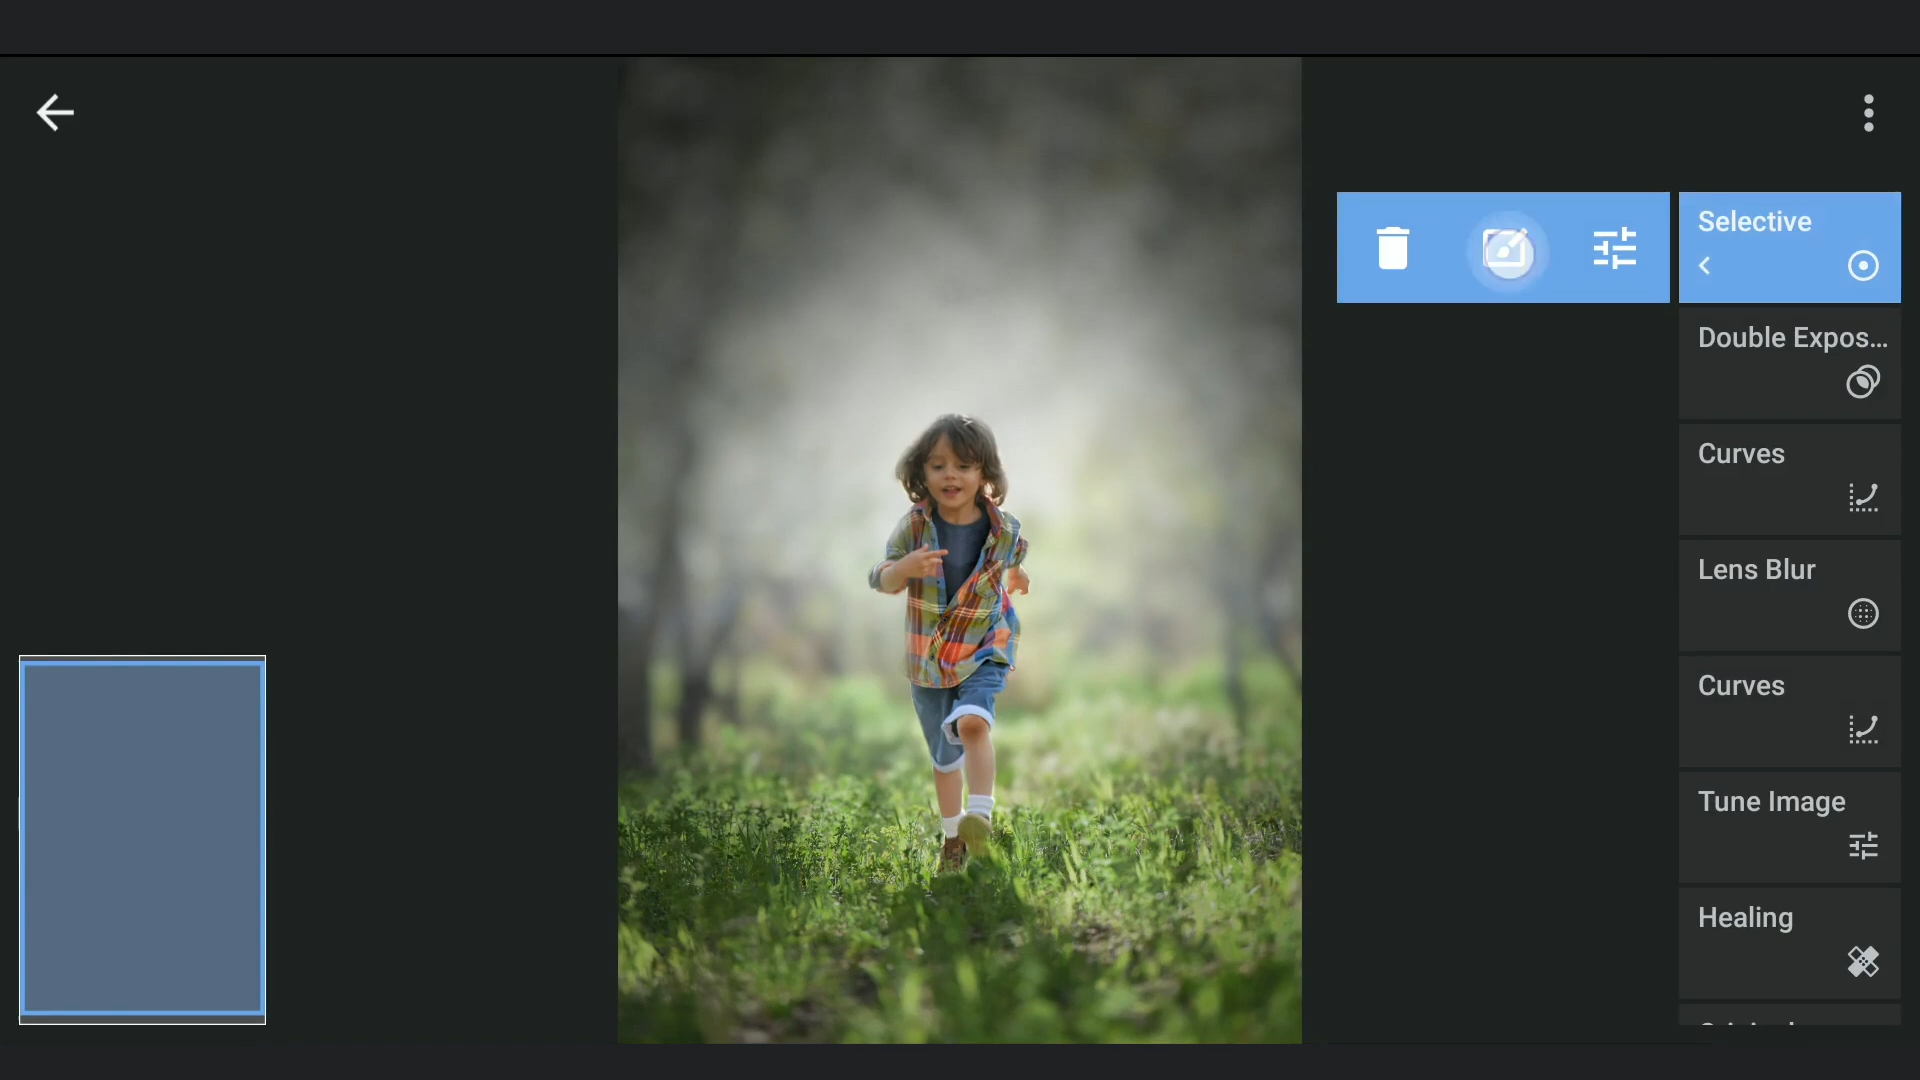 Selective
Double Expos...
Curves
Lens Blur
Curves
Tune Image
Healing